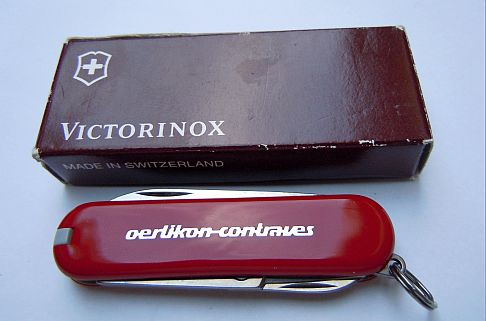 VICTORINOX
MADE IN SWITZERLAND
oerlikon-contraves